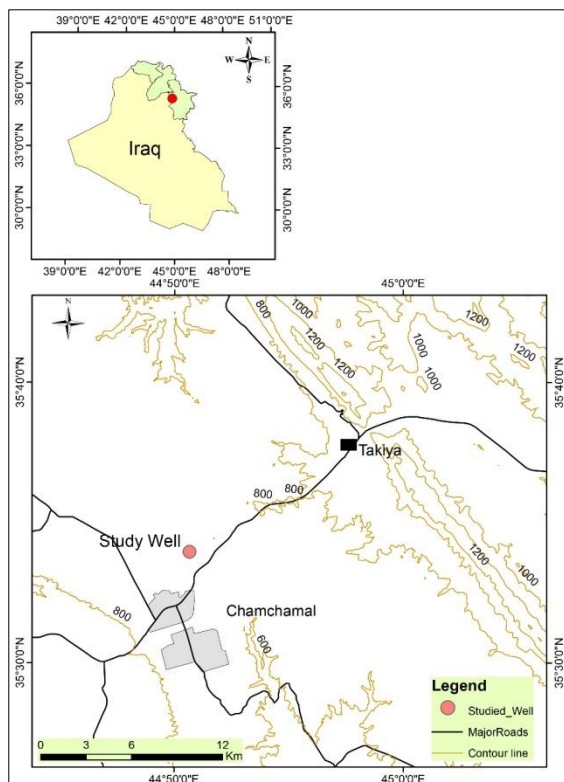 39°0'0"E 42°0'0"E 45°0'0"E 48°0'0"E 51°0'0"E
N
W E
S
36°0'0"N 36°0'0"N
33°0'0"N 33°0'0"N
30°0'0"N 30°0'0"N
Iraq
39°0'0"E 42°0'0"E 45°0'0"E 48°0'0"E
44°50'0"E 45°0'0"E
N
800 1000 1200
1200 1000 1200
1000
35°40'0"N 35°40'0"N
Takiya
800 800
1200 1000
Study Well
800
Chamchamal
600
35°30'0"N 35°30'0"N
Legend
Studied_Well
MajorRoads
Contour line
0 3 6 12
Km
44°50'0"E 45°0'0"E